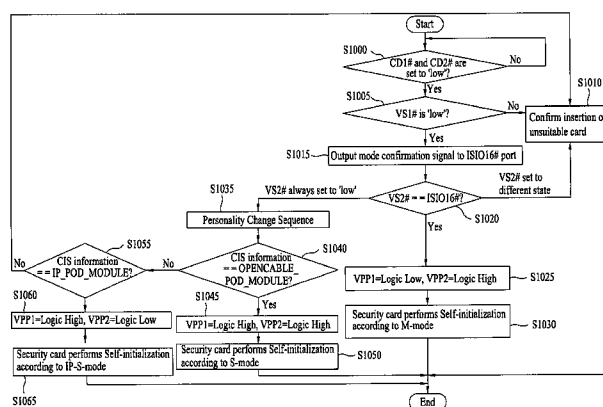 Start
S1000
CD1# and CD2# are
set to 'low'?
No
Yes
S1005
VS1# is 'low'?
No
S1010
Confirm insertion of
unsuitable card
Yes
S1015
Output mode confirmation signal to ISIO16# port
VS2# always set to 'low'
VS2# == ISIO16#?
VS2# set to
different state
S1020
S1035
Personality Change Sequence
Yes
S1055
CIS information
== IP_POD_MODULE?
No
No
S1040
CIS information
== OPENCABLE_
POD_MODULE?
S1060
VPP1=Logic High, VPP2=Logic Low
S1045
Yes
VPP1=Logic High, VPP2=Logic High
VPP1=Logic Low, VPP2=Logic High
S1025
Security card performs Self-initialization
according to M-mode
S1030
Security card performs Self-initialization
according to IP-S-mode
S1065
Security card performs Self-initialization
according to S-mode
S1050
End